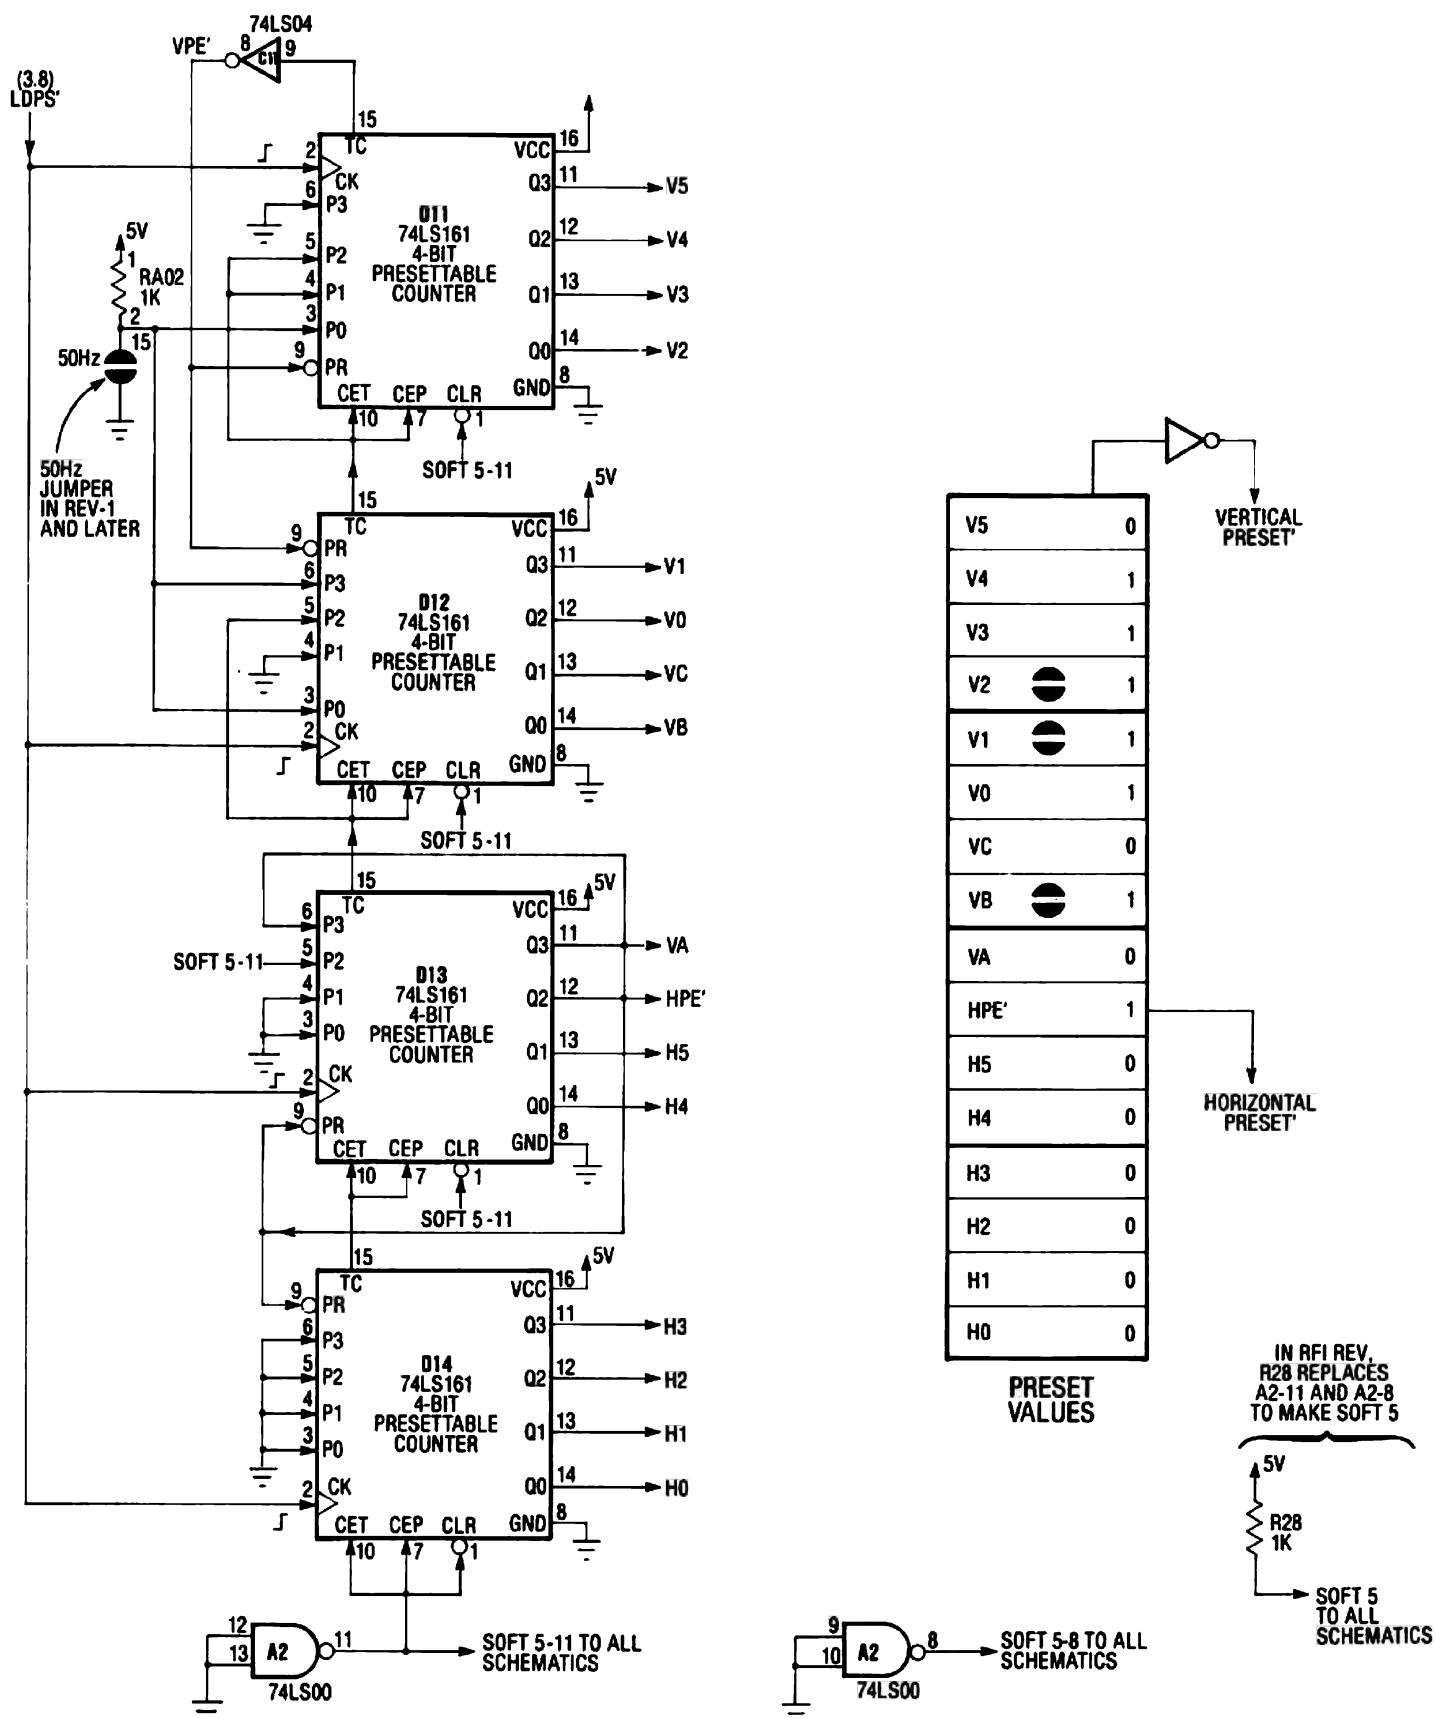 74LS04
VPE' 8 C11 9
(3.8)
LDPS'
15
TC
VCC 16
2
CK
Q3 11 V5
6 P3
D11
74LS161
4-BIT
PRESETTABLE
COUNTER
5V
1
RA02
1K
2
15
50Hz
5 P2
Q2 12 V4
4 P1
Q1 13 V3
3 P0
Q0 14 V2
9 PR
GND 8
CET CEP CLR
10 7 1
SOFT 5-11
50Hz
JUMPER
IN REV-1
AND LATER
15
TC
5V
VCC 16
9 PR
Q3 11 V1
6 P3
D12
74LS161
4-BIT
PRESETTABLE
COUNTER
5 P2
Q2 12 V0
4 P1
Q1 13 VC
3 P0
Q0 14 VB
2 CK
GND 8
CET CEP CLR
10 7 1
SOFT 5-11
15
TC
5V
VCC 16
6 P3
Q3 11 VA
SOFT 5-11 5 P2
D13
74LS161
4-BIT
PRESETTABLE
COUNTER
4 P1
Q2 12 HPE'
3 P0
Q1 13 H5
2 CK
Q0 14 H4
9 PR
GND 8
CET CEP CLR
10 7 1
SOFT 5-11
15
TC
5V
VCC 16
9 PR
Q3 11 H3
6 P3
D14
74LS161
4-BIT
PRESETTABLE
COUNTER
5 P2
Q2 12 H2
4 P1
Q1 13 H1
3 P0
Q0 14 H0
2 CK
GND 8
CET CEP CLR
10 7 1
12
13 A2 11
74LS00
SOFT 5-11 TO ALL
SCHEMATICS
9
10 A2 8
74LS00
SOFT 5-8 TO ALL
SCHEMATICS
VERTICAL
PRESET'
V5 0
V4 1
V3 1
V2 1
V1 1
V0 1
VC 0
VB 1
VA 0
HPE' 1
H5 0
H4 0
H3 0
H2 0
H1 0
H0 0
PRESET
VALUES
HORIZONTAL
PRESET'
IN RFI REV,
R28 REPLACES
A2-11 AND A2-8
TO MAKE SOFT 5
5V
R28
1K
SOFT 5
TO ALL
SCHEMATICS